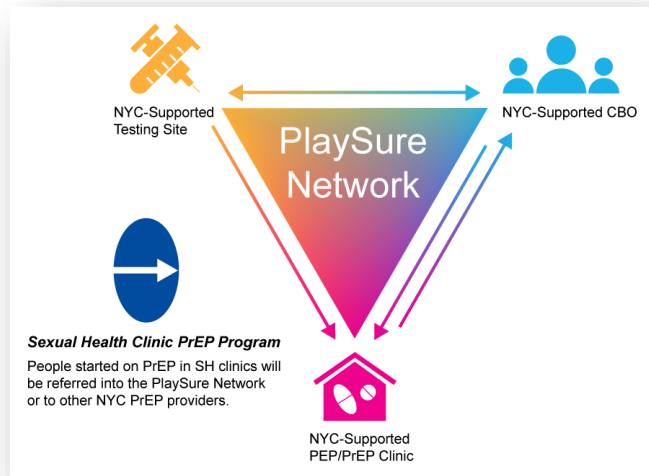 NYC-Supported
Testing Site
NYC-Supported CBO
PlaySure
Network
Sexual Health Clinic PrEP Program
People started on PrEP in SH clinics will
be referred into the PlaySure Network
or to other NYC PrEP providers.
NYC-Supported
PEP/PrEP Clinic